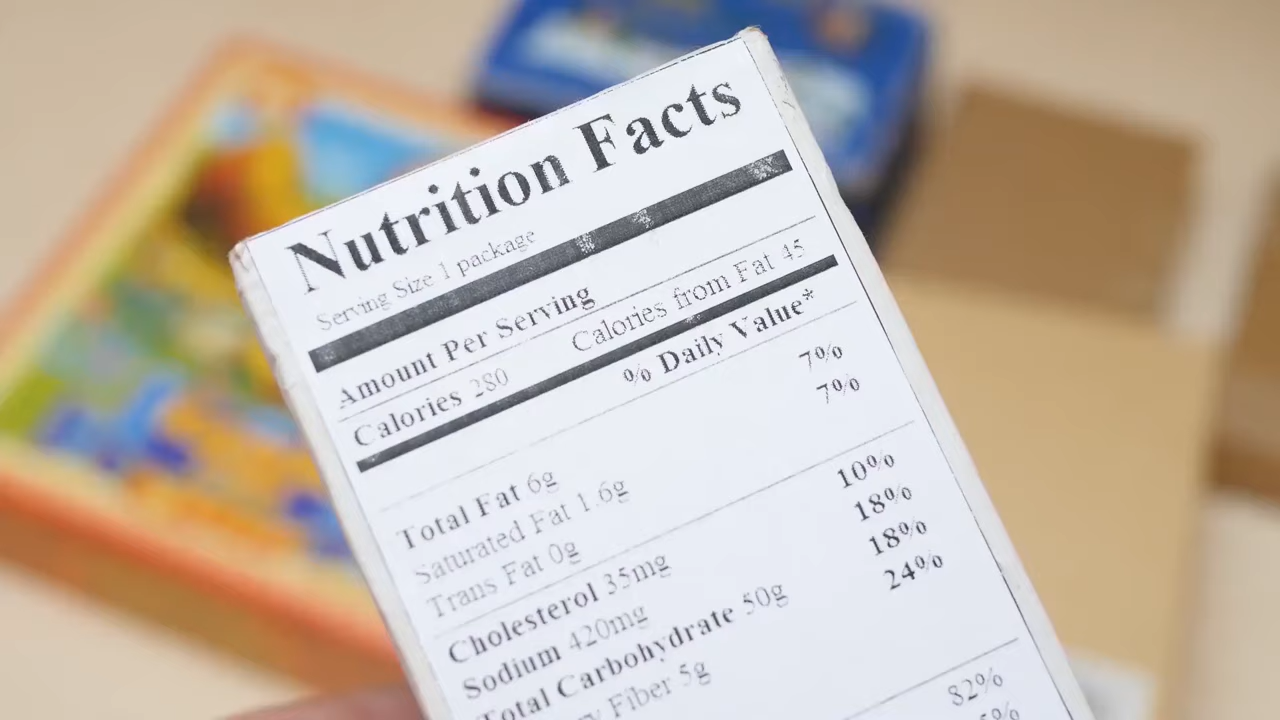 Nutrition Facts
Serving Size 1 package
Amount Per Serving
Calories 280 Calories from Fat 45
% Daily Value*
Total Fat 6g 7%
Saturated Fat 1.6g 7%
Trans Fat 0g
Cholesterol 35mg 10%
Sodium 420mg 18%
Total Carbohydrate 50g 18%
Fiber 5g 24%
82%